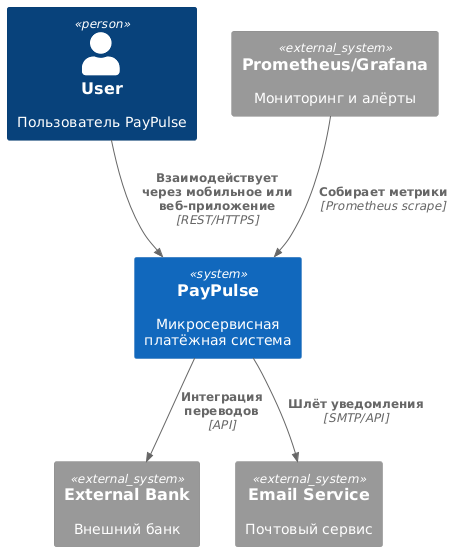 «person»
User
Пользователь PayPulse
«external_system»
Prometheus/Grafana
Мониторинг и алёрты
Взаимодействует
через мобильное или
веб-приложение
[REST/HTTPS]
Собирает метрики
[Prometheus scrape]
«system»
PayPulse
Микросервисная
платёжная система
Интеграция
переводов
[API]
Шлёт уведомления
[SMTP/API]
«external_system»
External Bank
Внешний банк
«external_system»
Email Service
Почтовый сервис